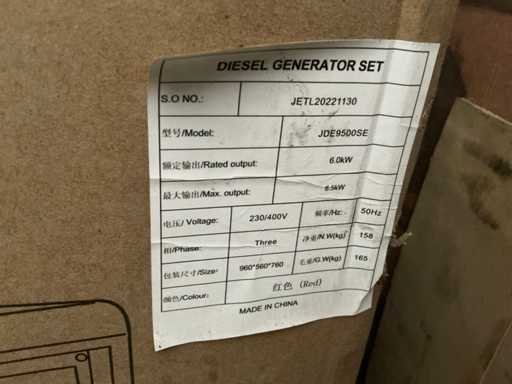 DIESEL GENERATOR SET
S.O NO.: JETL20221130
型号/Model: JDE9500SE
额定输出/Rated output: 6.0kW
最大输出/Max. output: 6.5kW
电压/ Voltage: 230/400V 频率/Hz: 50Hz
相/Phase: Three 净重/N.W(kg) 158
包装尺寸/Size: 960*560*760 毛重/G.W(kg) 165
颜色/Colour: 红色 (Red)
MADE IN CHINA